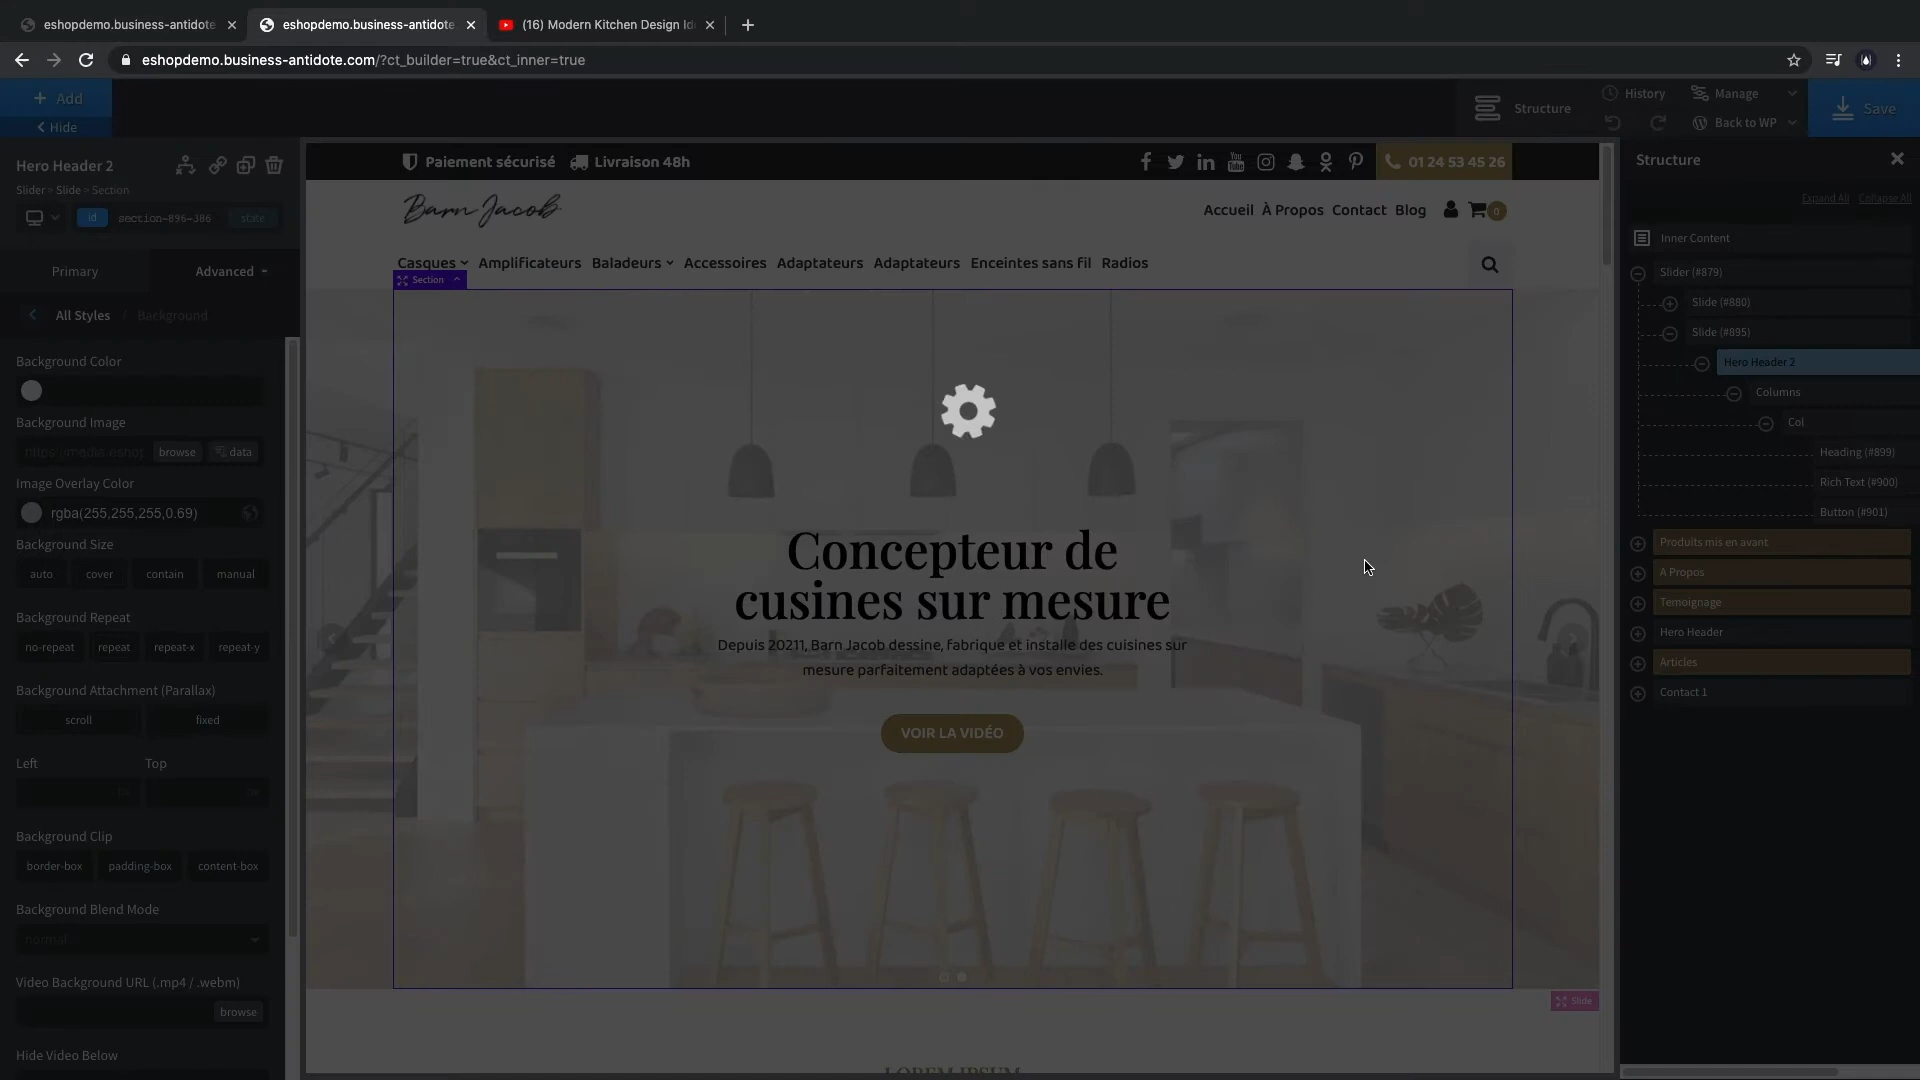 eshopdemo.business-antidote
eshopdemo.business-antidote.
(16) Modern Kitchen Design Id
eshopdemo.business-antidote.com/?ct_builder=true&ct_inner=true
+ Add
Hide
Structure
History
Manage
Back to WP
Save
Hero Header 2
Slider > Slide > Section
id
section-896-386
state
Primary
Advanced
All Styles / Background
Background Color
Background Image
https://media.eshop
browse
data
Image Overlay Color
rgba(255,255,255,0.69)
Background Size
auto
cover
contain
manual
Background Repeat
no-repeat
repeat
repeat-x
repeat-y
Background Attachment (Parallax)
scroll
fixed
Left
Top
px
px
Background Clip
border-box
padding-box
content-box
Background Blend Mode
normal
Video Background URL (.mp4 / .webm)
browse
Hide Video Below
Paiement sécurisé
Livraison 48h
01 24 53 45 26
Barn Jacob
Accueil
À Propos
Contact
Blog
0
Casques
Amplificateurs
Baladeurs
Accessoires
Adaptateurs
Adaptateurs
Enceintes sans fil
Radios
Section
Concepteur de
cusines sur mesure
Depuis 20211, Barn Jacob dessine, fabrique et installe des cuisines sur
mesure parfaitement adaptées à vos envies.
VOIR LA VIDÉO
Slide
LOREM IPSUM
Structure
Expand All
Collapse All
Inner Content
Slider (#879)
Slide (#880)
Slide (#895)
Hero Header 2
Columns
Col
Heading (#899)
Rich Text (#900)
Button (#901)
Produits mis en avant
A Propos
Temoignage
Hero Header
Articles
Contact 1